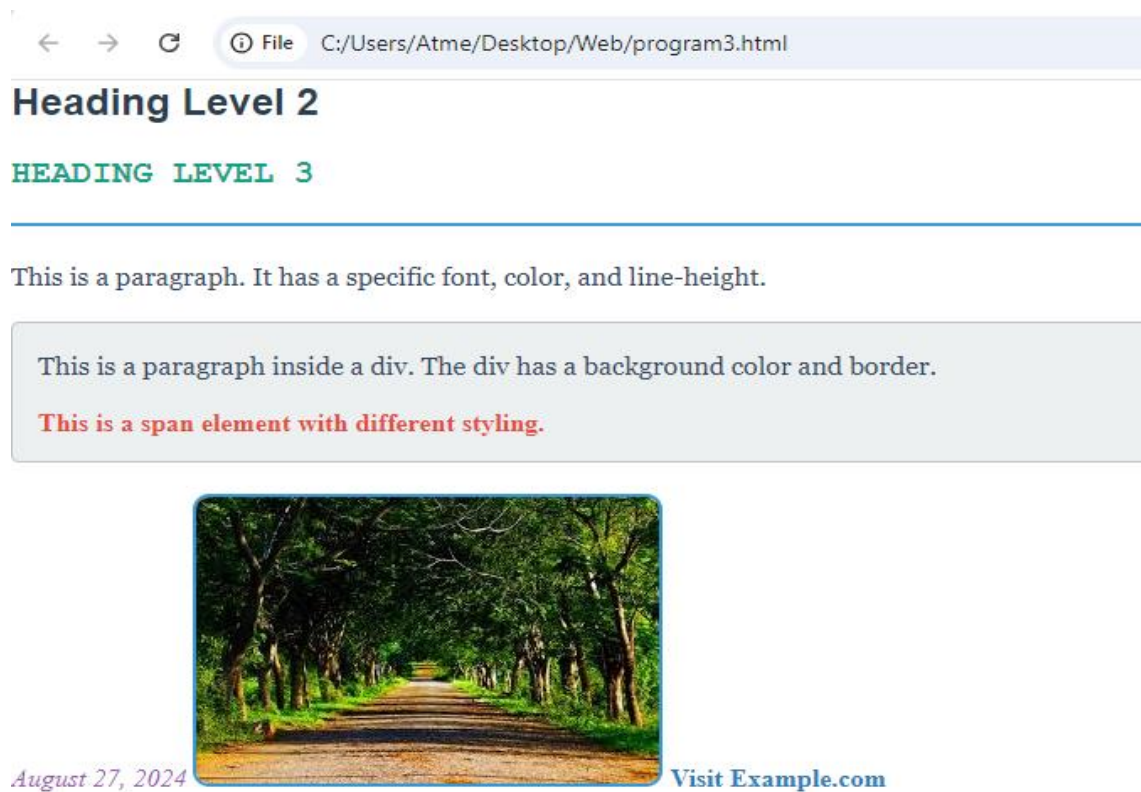 File C:/Users/Atme/Desktop/Web/program3.html
Heading Level 2
HEADING LEVEL 3
This is a paragraph. It has a specific font, color, and line-height.
This is a paragraph inside a div. The div has a background color and border.
This is a span element with different styling.
August 27, 2024 Visit Example.com